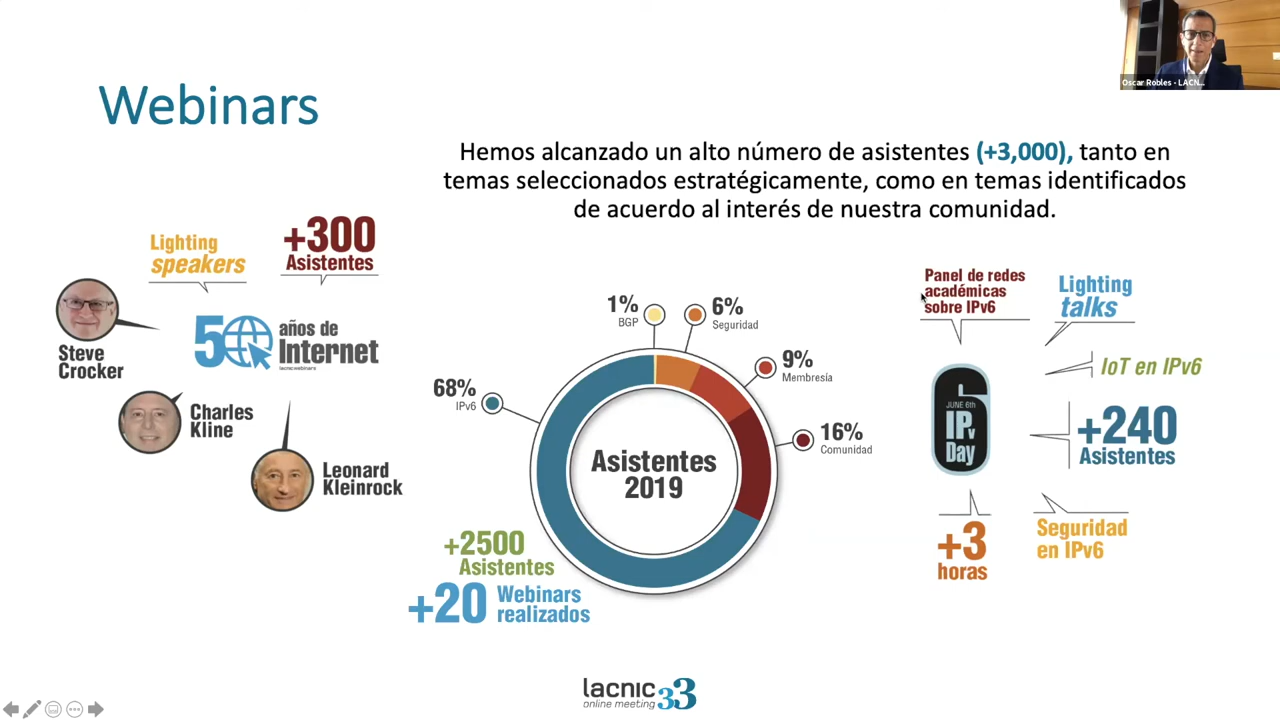 Oscar Robles - LACN...
Webinars
Hemos alcanzado un alto número de asistentes (+3,000), tanto en
temas seleccionados estratégicamente, como en temas identificados
de acuerdo al interés de nuestra comunidad.
Lighting
speakers
+300
Asistentes
Steve
Crocker
50 años de
Internet
lacnicwebinars
Charles
Kline
Leonard
Kleinrock
1%
BGP
6%
Seguridad
9%
Membresía
68%
IPv6
16%
Comunidad
Asistentes
2019
+2500
Asistentes
+20 Webinars
realizados
Panel de redes
académicas
sobre IPv6
Lighting
talks
IoT en IPv6
6
JUNE 6th
IPv
Day
+240
Asistentes
+3
horas
Seguridad
en IPv6
lacnic 33
online meeting